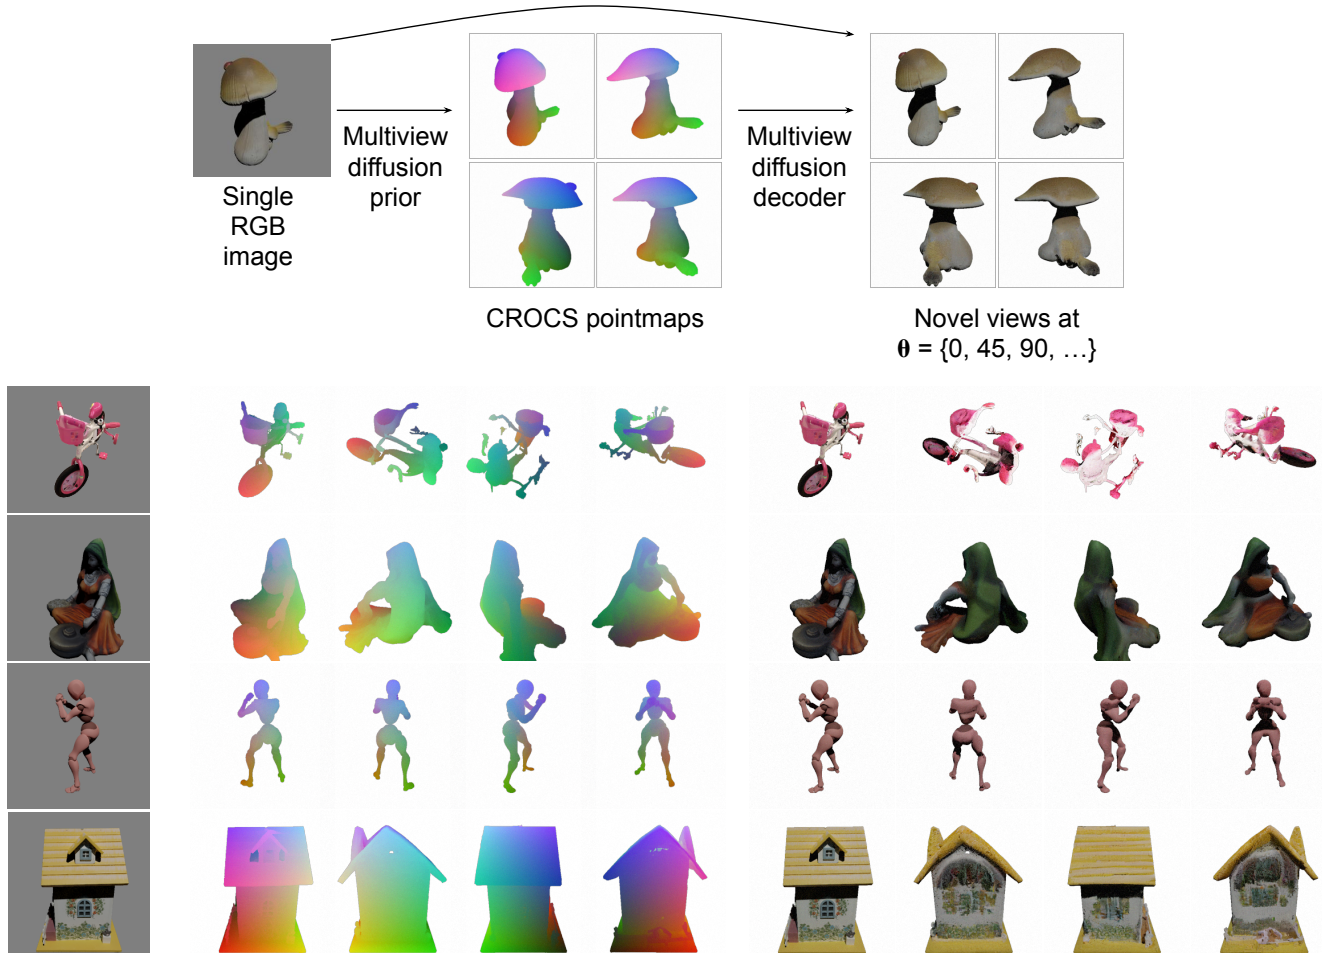 Single
RGB
image
Multiview
diffusion
prior
CROCS pointmaps
Multiview
diffusion
decoder
Novel views at
θ = {0, 45, 90, …}